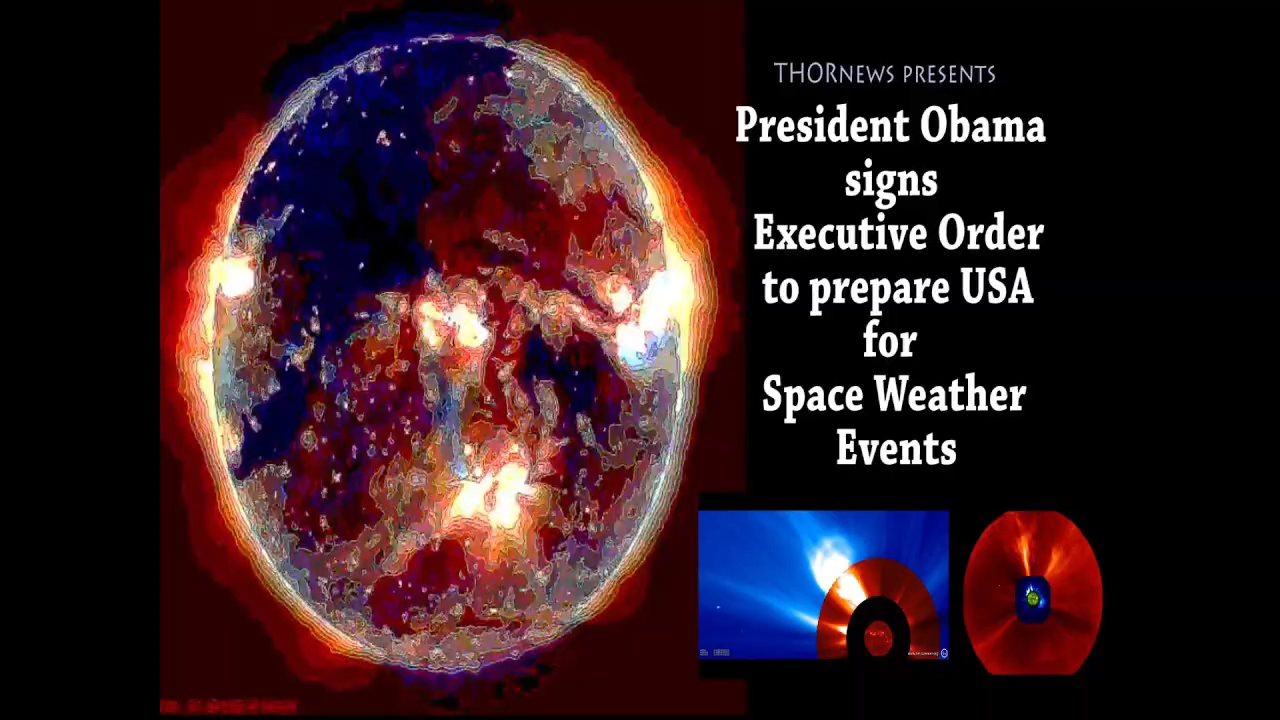 THORNEWS PRESENTS
President Obama
signs
Executive Order
to prepare USA
for
Space Weather
Events